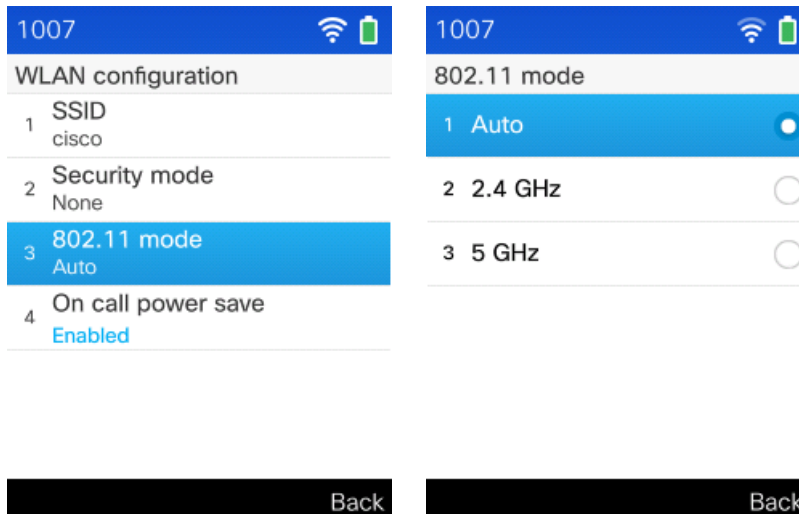 1007
WLAN configuration
1 SSID
cisco
2 Security mode
None
3 802.11 mode
Auto
4 On call power save
Enabled
Back
1007
802.11 mode
1 Auto
2 2.4 GHz
3 5 GHz
Back